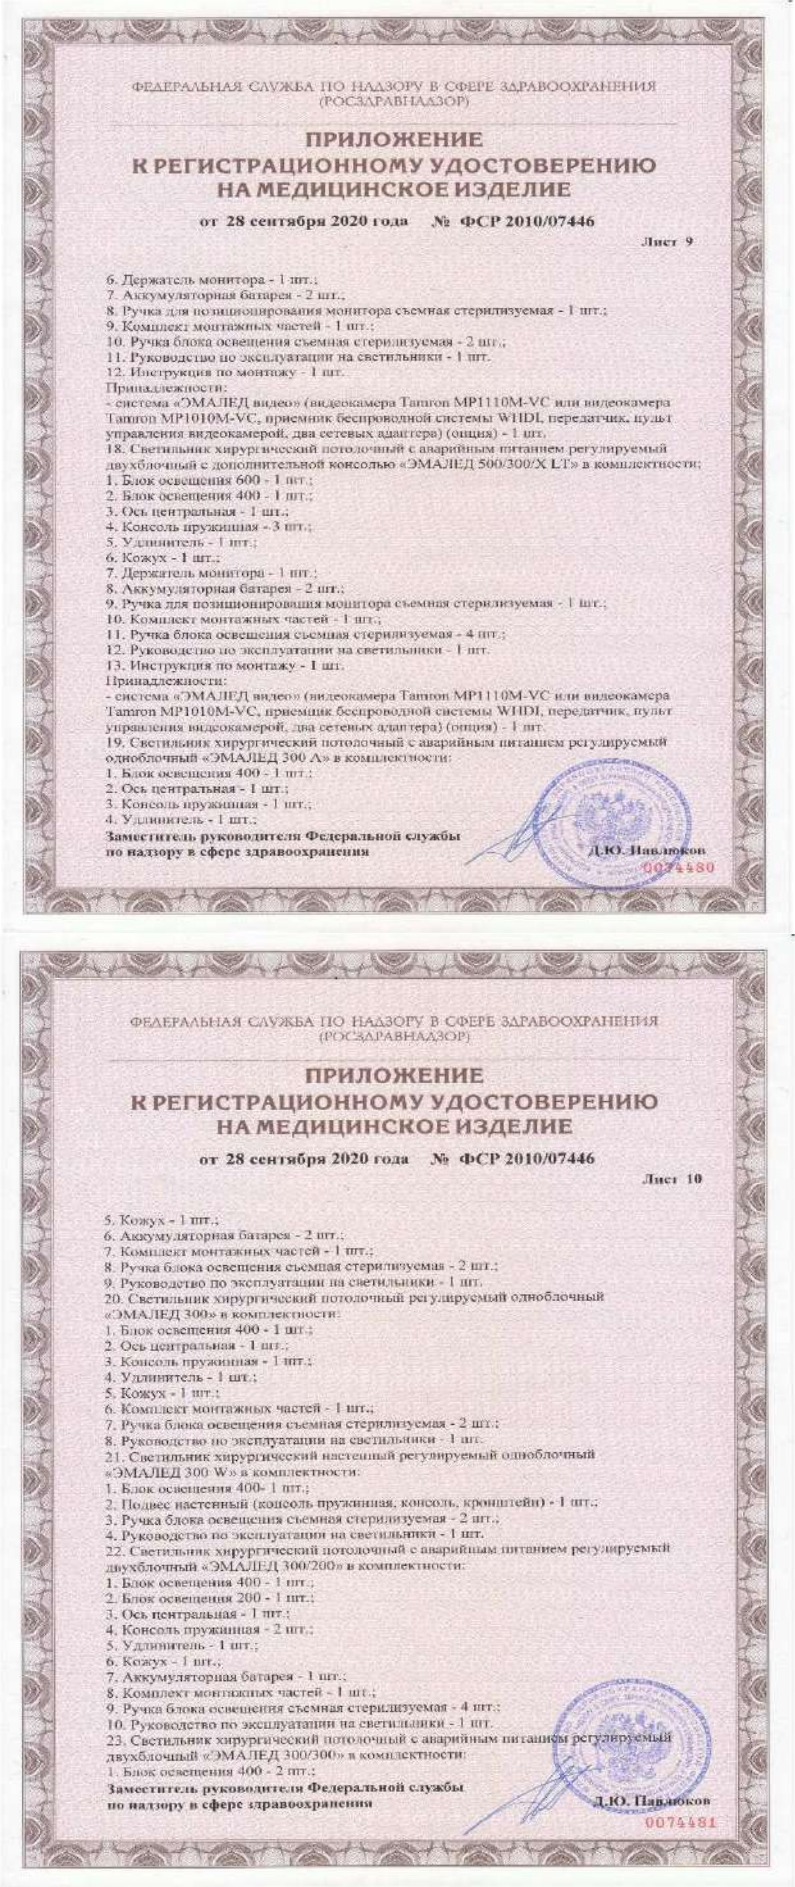 ФЕДЕРАЛЬНАЯ СЛУЖБА ПО НАДЗОРУ В СФЕРЕ ЗДРАВООХРАНЕНИЯ
(РОСЗДРАВНАДЗОР)
ПРИЛОЖЕНИЕ
К РЕГИСТРАЦИОННОМУ УДОСТОВЕРЕНИЮ
НА МЕДИЦИНСКОЕ ИЗДЕЛИЕ
от 28 сентября 2020 года № ФСР 2010/07446
Лист 9
6. Держатель монитора - 1 шт.;
7. Аккумуляторная батарея - 2 шт.;
8. Ручка для позиционирования монитора съемная стерилизуемая - 1 шт.;
9. Комплект монтажных частей - 1 шт.;
10. Ручка блока освещения съемная стерилизуемая - 2 шт.;
11. Руководство по эксплуатации на светильники - 1 шт.
12. Инструкция по монтажу - 1 шт.
Принадлежности:
- система «ЭМАЛЕД видео» (видеокамера Tamron MP1110M-VC или видеокамера
Tamron MP1010M-VC, приемник беспроводной системы WHDI, передатчик, пульт
управления видеокамерой, два сетевых адаптера) (опция) - 1 шт.
18. Светильник хирургический потолочный с аварийным питанием регулируемый
двухблочный с дополнительной консолью «ЭМАЛЕД 500/300/X LT» в комплектности:
1. Блок освещения 600 - 1 шт.;
2. Блок освещения 400 - 1 шт.;
3. Ось центральная - 1 шт.;
4. Консоль пружинная - 3 шт.;
5. Удлинитель - 1 шт.;
6. Кожух - 1 шт.;
7. Держатель монитора - 1 шт.;
8. Аккумуляторная батарея - 2 шт.;
9. Ручка для позиционирования монитора съемная стерилизуемая - 1 шт.;
10. Комплект монтажных частей - 1 шт.;
11. Ручка блока освещения съемная стерилизуемая - 4 шт.;
12. Руководство по эксплуатации на светильники - 1 шт.
13. Инструкция по монтажу - 1 шт.
Принадлежности:
- система «ЭМАЛЕД видео» (видеокамера Tamron MP1110M-VC или видеокамера
Tamron MP1010M-VC, приемник беспроводной системы WHDI, передатчик, пульт
управления видеокамерой, два сетевых адаптера) (опция) - 1 шт.
19. Светильник хирургический потолочный с аварийным питанием регулируемый
одноблочный «ЭМАЛЕД 300 А» в комплектности:
1. Блок освещения 400 - 1 шт.;
2. Ось центральная - 1 шт.;
3. Консоль пружинная - 1 шт.;
4. Удлинитель - 1 шт.;
Заместитель руководителя Федеральной службы
по надзору в сфере здравоохранения
Д.Ю. Павлюков
0074480
ФЕДЕРАЛЬНАЯ СЛУЖБА ПО НАДЗОРУ В СФЕРЕ ЗДРАВООХРАНЕНИЯ
(РОСЗДРАВНАДЗОР)
ПРИЛОЖЕНИЕ
К РЕГИСТРАЦИОННОМУ УДОСТОВЕРЕНИЮ
НА МЕДИЦИНСКОЕ ИЗДЕЛИЕ
от 28 сентября 2020 года № ФСР 2010/07446
Лист 10
5. Кожух - 1 шт.;
6. Аккумуляторная батарея - 2 шт.;
7. Комплект монтажных частей - 1 шт.;
8. Ручка блока освещения съемная стерилизуемая - 2 шт.;
9. Руководство по эксплуатации на светильники - 1 шт.
20. Светильник хирургический потолочный регулируемый одноблочный
«ЭМАЛЕД 300» в комплектности:
1. Блок освещения 400 - 1 шт.;
2. Ось центральная - 1 шт.;
3. Консоль пружинная - 1 шт.;
4. Удлинитель - 1 шт.;
5. Кожух - 1 шт.;
6. Комплект монтажных частей - 1 шт.;
7. Ручка блока освещения съемная стерилизуемая - 2 шт.;
8. Руководство по эксплуатации на светильники - 1 шт.
21. Светильник хирургический настенный регулируемый одноблочный
«ЭМАЛЕД 300 W» в комплектности:
1. Блок освещения 400- 1 шт.;
2. Подвес настенный (консоль пружинная, консоль, кронштейн) - 1 шт.;
3. Ручка блока освещения съемная стерилизуемая - 2 шт.;
4. Руководство по эксплуатации на светильники - 1 шт.
22. Светильник хирургический потолочный с аварийным питанием регулируемый
двухблочный «ЭМАЛЕД 300/200» в комплектности:
1. Блок освещения 400 - 1 шт.;
2. Блок освещения 200 - 1 шт.;
3. Ось центральная - 1 шт.;
4. Консоль пружинная - 2 шт.;
5. Удлинитель - 1 шт.;
6. Кожух - 1 шт.;
7. Аккумуляторная батарея - 1 шт.;
8. Комплект монтажных частей - 1 шт.;
9. Ручка блока освещения съемная стерилизуемая - 4 шт.;
10. Руководство по эксплуатации на светильники - 1 шт.
23. Светильник хирургический потолочный с аварийным питанием регулируемый
двухблочный «ЭМАЛЕД 300/300» в комплектности:
1. Блок освещения 400 - 2 шт.;
Заместитель руководителя Федеральной службы
по надзору в сфере здравоохранения
Д.Ю. Павлюков
0074481